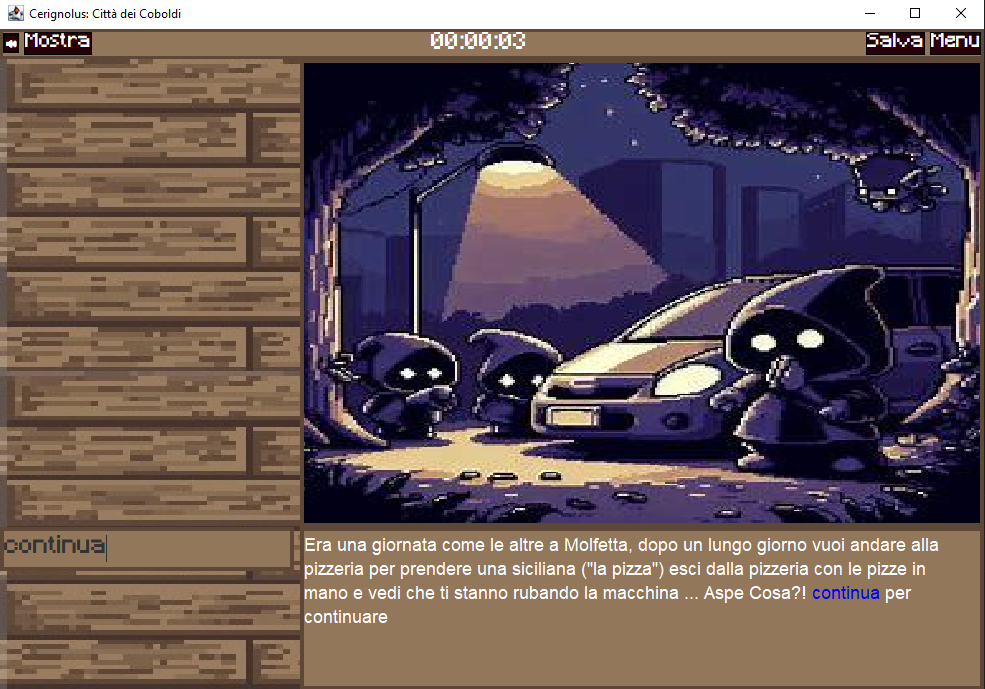 Cerignolus: Città dei Coboldi
Mostra
00:00:03
Salva
Menu
continua
Era una giornata come le altre a Molfetta, dopo un lungo giorno vuoi andare alla
pizzeria per prendere una siciliana ("la pizza") esci dalla pizzeria con le pizze in
mano e vedi che ti stanno rubando la macchina ... Aspe Cosa?! continua per
continuare